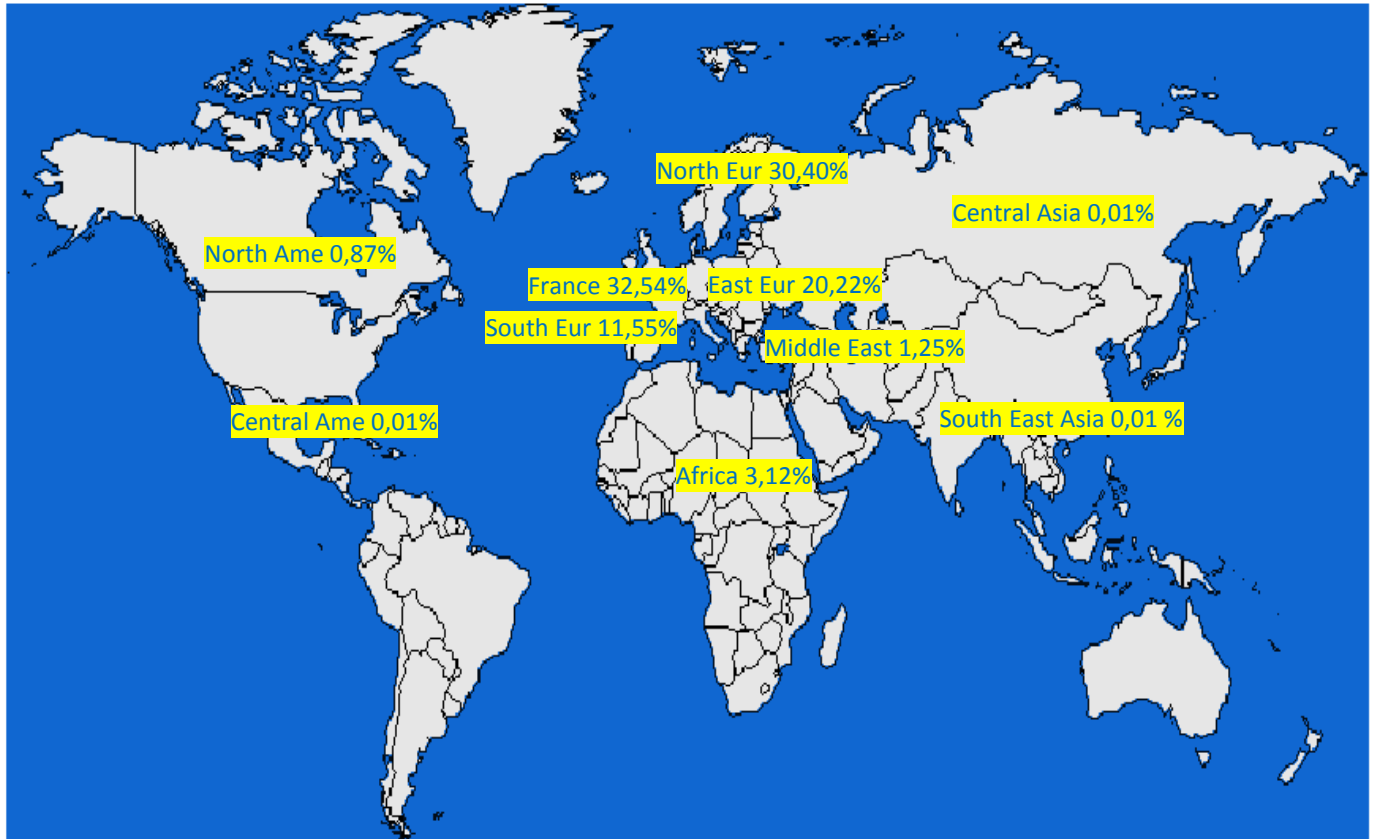 North Eur 30,40%
Central Asia 0,01%
North Ame 0,87%
France 32,54%
East Eur 20,22%
South Eur 11,55%
Middle East 1,25%
Central Ame 0,01%
South East Asia 0,01 %
Africa 3,12%